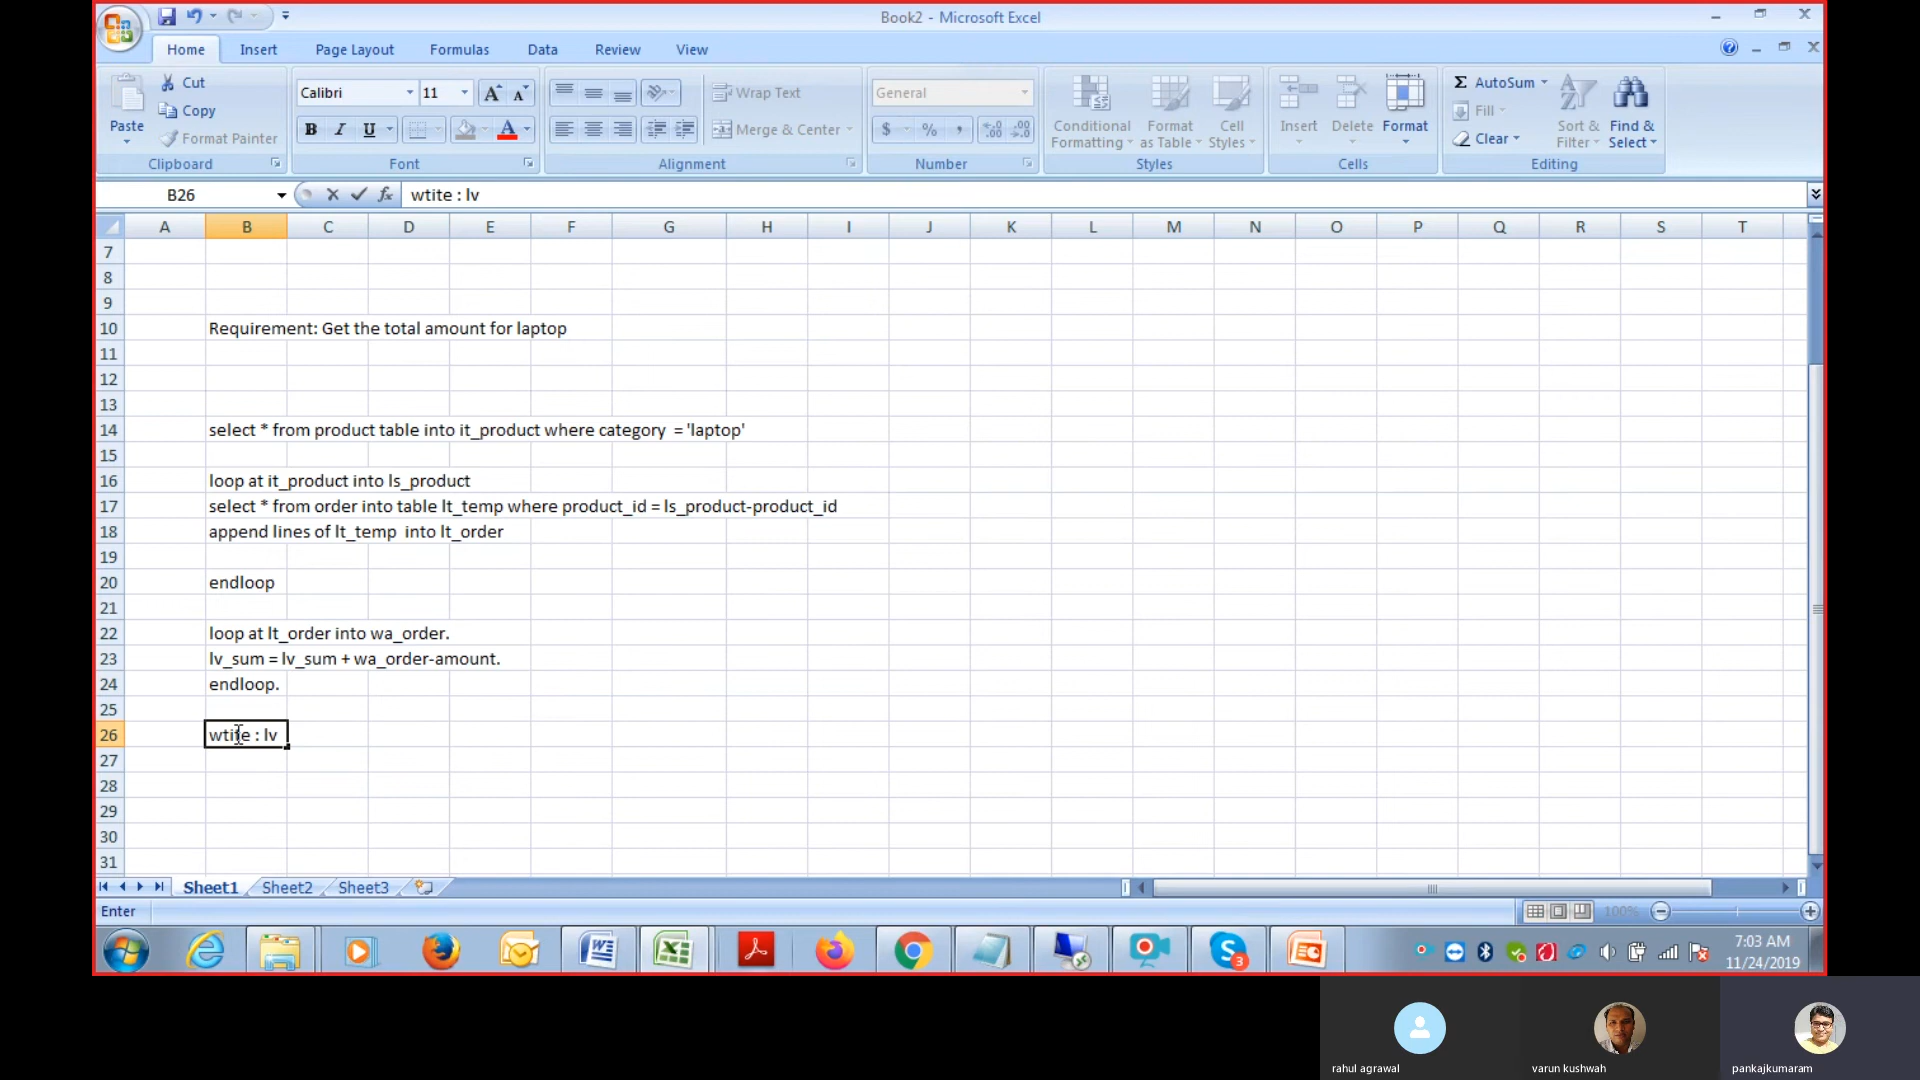 Book2 - Microsoft Excel
Home Insert Page Layout Formulas Data Review View
Paste
Cut
Copy
Format Painter
Clipboard
Calibri 11
B I U
Font
Wrap Text
Merge & Center
Alignment
General
$ % ,
Number
Conditional Formatting
Format as Table
Cell Styles
Styles
Insert
Delete
Format
Cells
Σ AutoSum
Fill
Clear
Sort & Filter
Find & Select
Editing
B26 fx wtite : lv
A B C D E F G H I J K L M N O P Q R S T
7
8
9
10 Requirement: Get the total amount for laptop
11
12
13
14 select * from product table into it_product where category = 'laptop'
15
16 loop at it_product into ls_product
17 select * from order into table lt_temp where product_id = ls_product-product_id
18 append lines of lt_temp into lt_order
19
20 endloop
21
22 loop at lt_order into wa_order.
23 lv_sum = lv_sum + wa_order-amount.
24 endloop.
25
26 wtite : lv
27
28
29
30
31
Sheet1 Sheet2 Sheet3
Enter 100%
3
7:03 AM
11/24/2019
rahul agrawal varun kushwah pankajkumaram